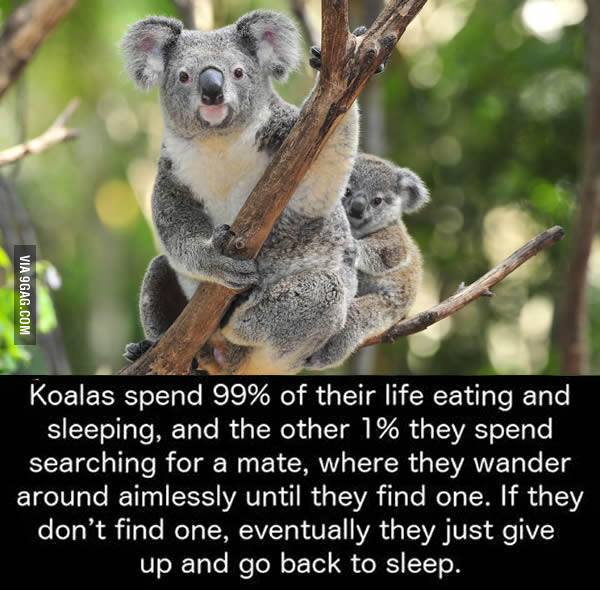 VIA 9GAG.COM
Koalas spend 99% of their life eating and
sleeping, and the other 1% they spend
searching for a mate, where they wander
around aimlessly until they find one. If they
don't find one, eventually they just give
up and go back to sleep.